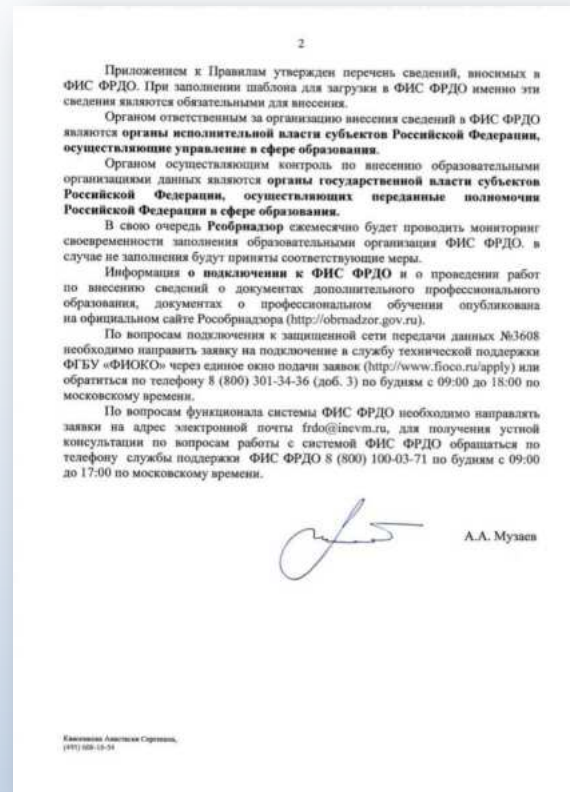 2
Приложением к Правилам утвержден перечень сведений, вносимых в
ФИС ФРДО. При заполнении шаблона для загрузки в ФИС ФРДО именно эти
сведения являются обязательными для внесения.
Органом ответственным за организацию внесения сведений в ФИС ФРДО
являются органы исполнительной власти субъектов Российской Федерации,
осуществляющие управление в сфере образования.
Органом осуществляющим контроль по внесению образовательными
организациями данных являются органы государственной власти субъектов
Российской Федерации, осуществляющих переданные полномочия
Российской Федерации в сфере образования.
В свою очередь Рсобрнадзор ежемесячно будет проводить мониторинг
своевременности заполнения образовательными организация ФИС ФРДО. в
случае не заполнения будут приняты соответствующие меры.
Информация о подключении к ФИС ФРДО и о проведении работ
по внесению сведений о документах дополнительного профессионального
образования, документах о профессиональном обучении опубликована
на официальном сайте Рособрнадзора (http://obrnadzor.gov.ru).
По вопросам подключения к защищенной сети передачи данных №3608
необходимо направить заявку на подключение в службу технической поддержки
ФГБУ «ФИОКО» через единое окно подачи заявок (http://www.fioco.ru/apply) или
обратиться по телефону 8 (800) 301-34-36 (доб. 3) по будням с 09:00 до 18:00 по
московскому времени.
По вопросам функционала системы ФИС ФРДО необходимо направлять
заявки на адрес электронной почты frdo@inevm.ru, для получения устной
консультации по вопросам работы с системой ФИС ФРДО обращаться по
телефону службы поддержки ФИС ФРДО 8 (800) 100-03-71 по будням с 09:00
до 17:00 по московскому времени.
А.А. Музаев
Анастасия Сергеевна,
(495) 608-